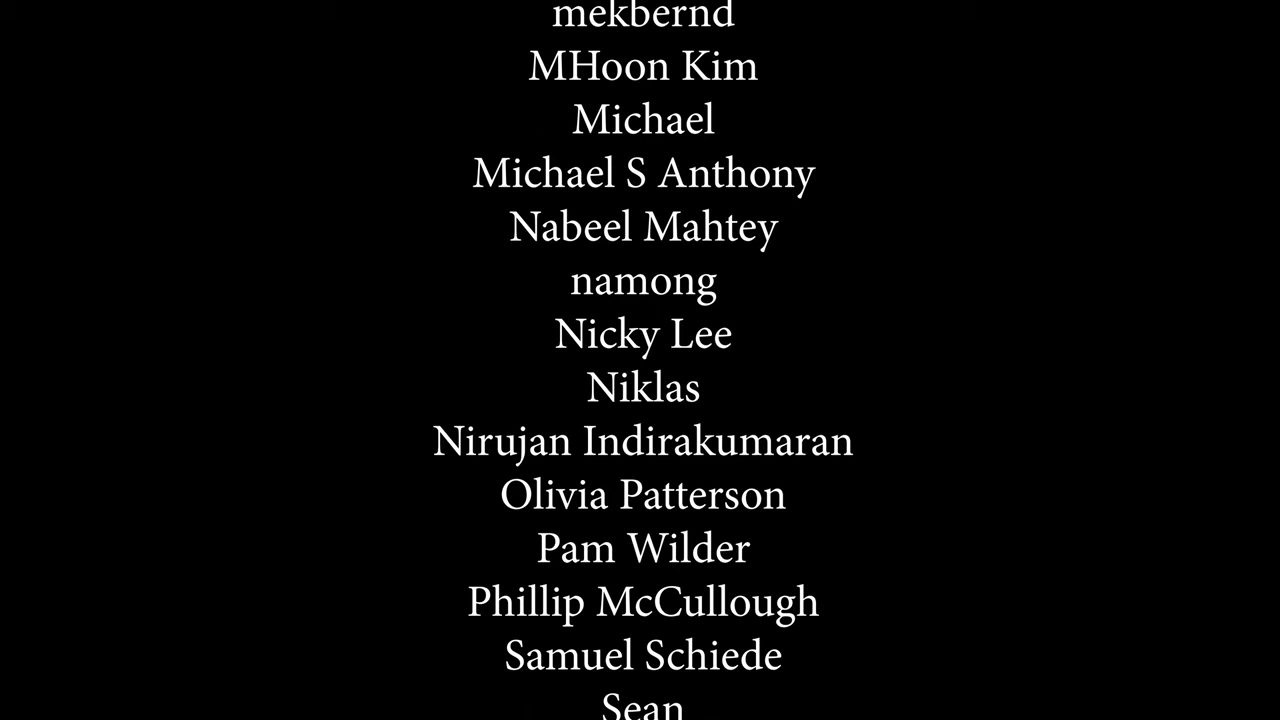 mekbernd
MHoon Kim
Michael
Michael S Anthony
Nabeel Mahtey
namong
Nicky Lee
Niklas
Nirujan Indirakumaran
Olivia Patterson
Pam Wilder
Phillip McCullough
Samuel Schiede
Sean